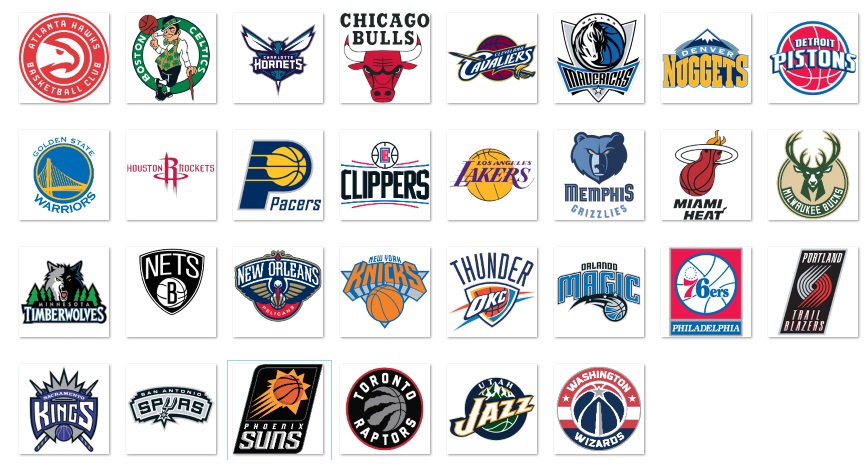 ATLANTA HAWKS
BASKETBALL CLUB
BOSTON
CELTICS
CHARLOTTE
HORNETS
CHICAGO
BULLS
CLEVELAND
CAVALIERS
DALLAS
MAVERICKS
DENVER
NUGGETS
DETROIT
PISTONS
GOLDEN STATE
WARRIORS
HOUSTON R ROCKETS
Pacers
LA
CLIPPERS
LOS ANGELES
LAKERS
MEMPHIS
GRIZZLIES
MIAMI
HEAT
MILWAUKEE BUCKS
MINNESOTA
TIMBERWOLVES
NETS
B
NEW ORLEANS
PELICANS
NEW YORK
KNICKS
THUNDER
OKC
ORLANDO
MAGIC
76ers
PHILADELPHIA
PORTLAND
TRAIL
BLAZERS
SACRAMENTO
KINGS
SAN ANTONIO
SPURS
PHOENIX
SUNS
TORONTO
RAPTORS
UTAH
JAZZ
WASHINGTON
WIZARDS